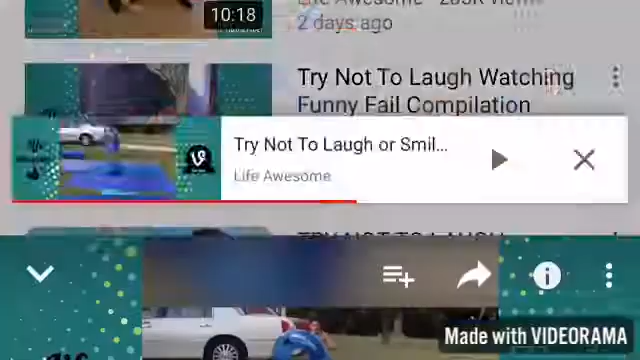 10:18
2 days ago
Try Not To Laugh Watching
Funny Fail Compilation
Try Not To Laugh or Smil...
Life Awesome
Made with VIDEORAMA